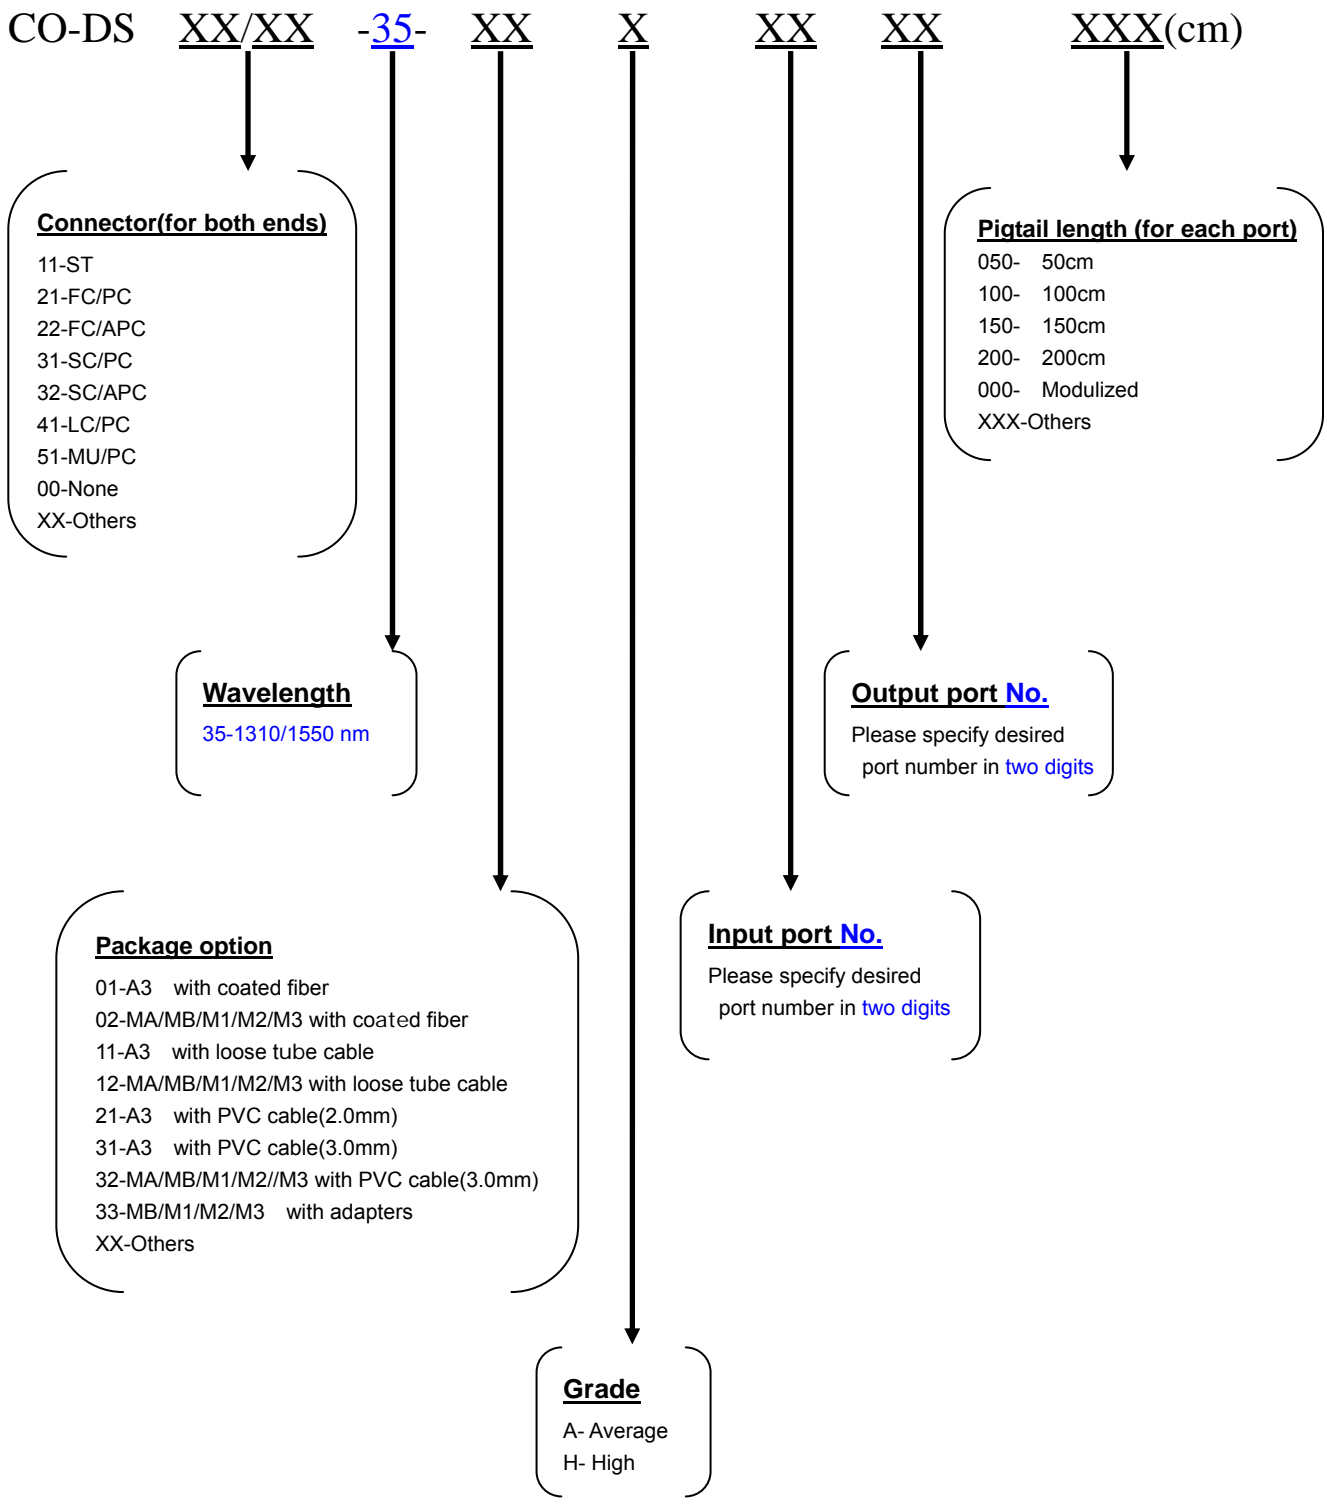 CO-DS XX/XX -35- XX X XX XX XXX(cm)
Connector(for both ends)
11-ST
21-FC/PC
22-FC/APC
31-SC/PC
32-SC/APC
41-LC/PC
51-MU/PC
00-None
XX-Others
Pigtail length (for each port)
050- 50cm
100- 100cm
150- 150cm
200- 200cm
000- Modulized
XXX-Others
Wavelength
35-1310/1550 nm
Output port No.
Please specify desired
port number in two digits
Package option
01-A3 with coated fiber
02-MA/MB/M1/M2/M3 with coated fiber
11-A3 with loose tube cable
12-MA/MB/M1/M2/M3 with loose tube cable
21-A3 with PVC cable(2.0mm)
31-A3 with PVC cable(3.0mm)
32-MA/MB/M1/M2//M3 with PVC cable(3.0mm)
33-MB/M1/M2/M3 with adapters
XX-Others
Input port No.
Please specify desired
port number in two digits
Grade
A- Average
H- High